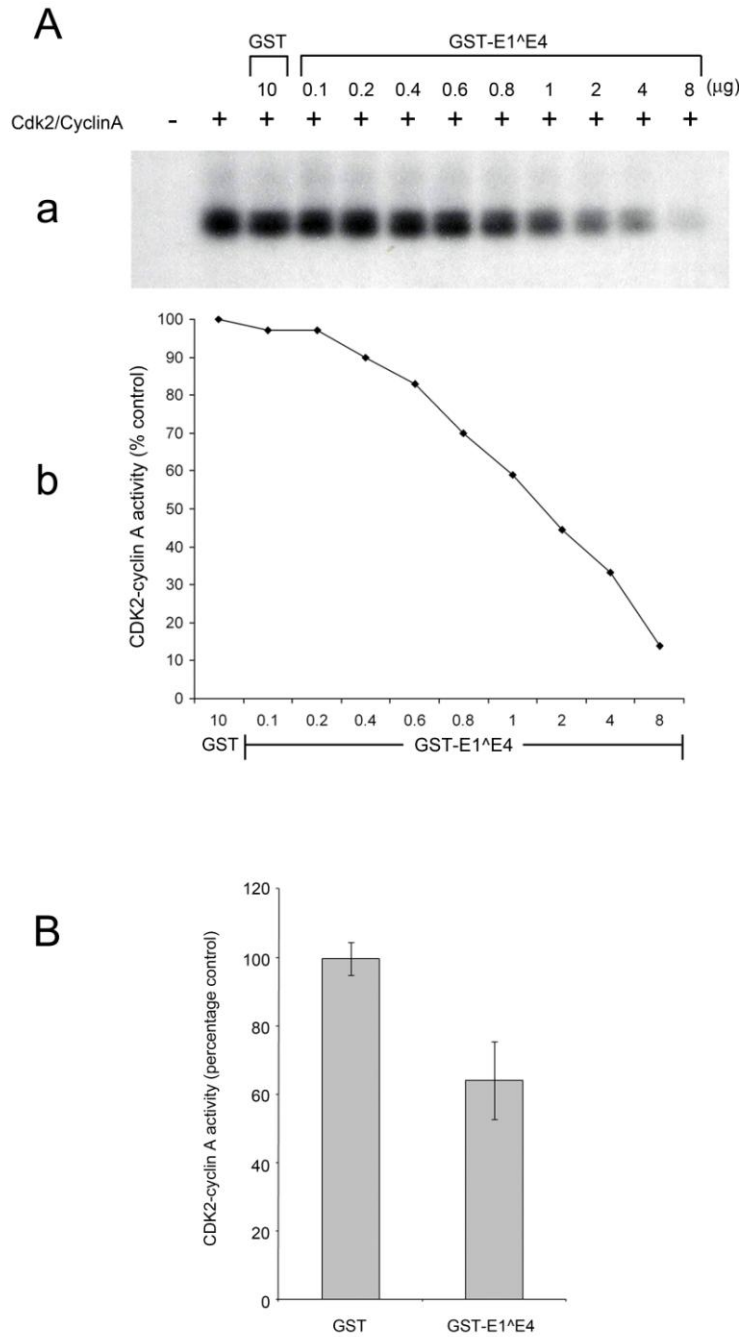 A
GST GST-E1^E4
10 0.1 0.2 0.4 0.6 0.8 1 2 4 8 (μg)
Cdk2/CyclinA - + + + + + + + + + + +
a
b
CDK2-cyclin A activity (% control)
100
90
80
70
60
50
40
30
20
10
0
10 0.1 0.2 0.4 0.6 0.8 1 2 4 8
GST GST-E1^E4
B
CDK2-cyclin A activity (percentage control)
120
100
80
60
40
20
0
GST GST-E1^E4